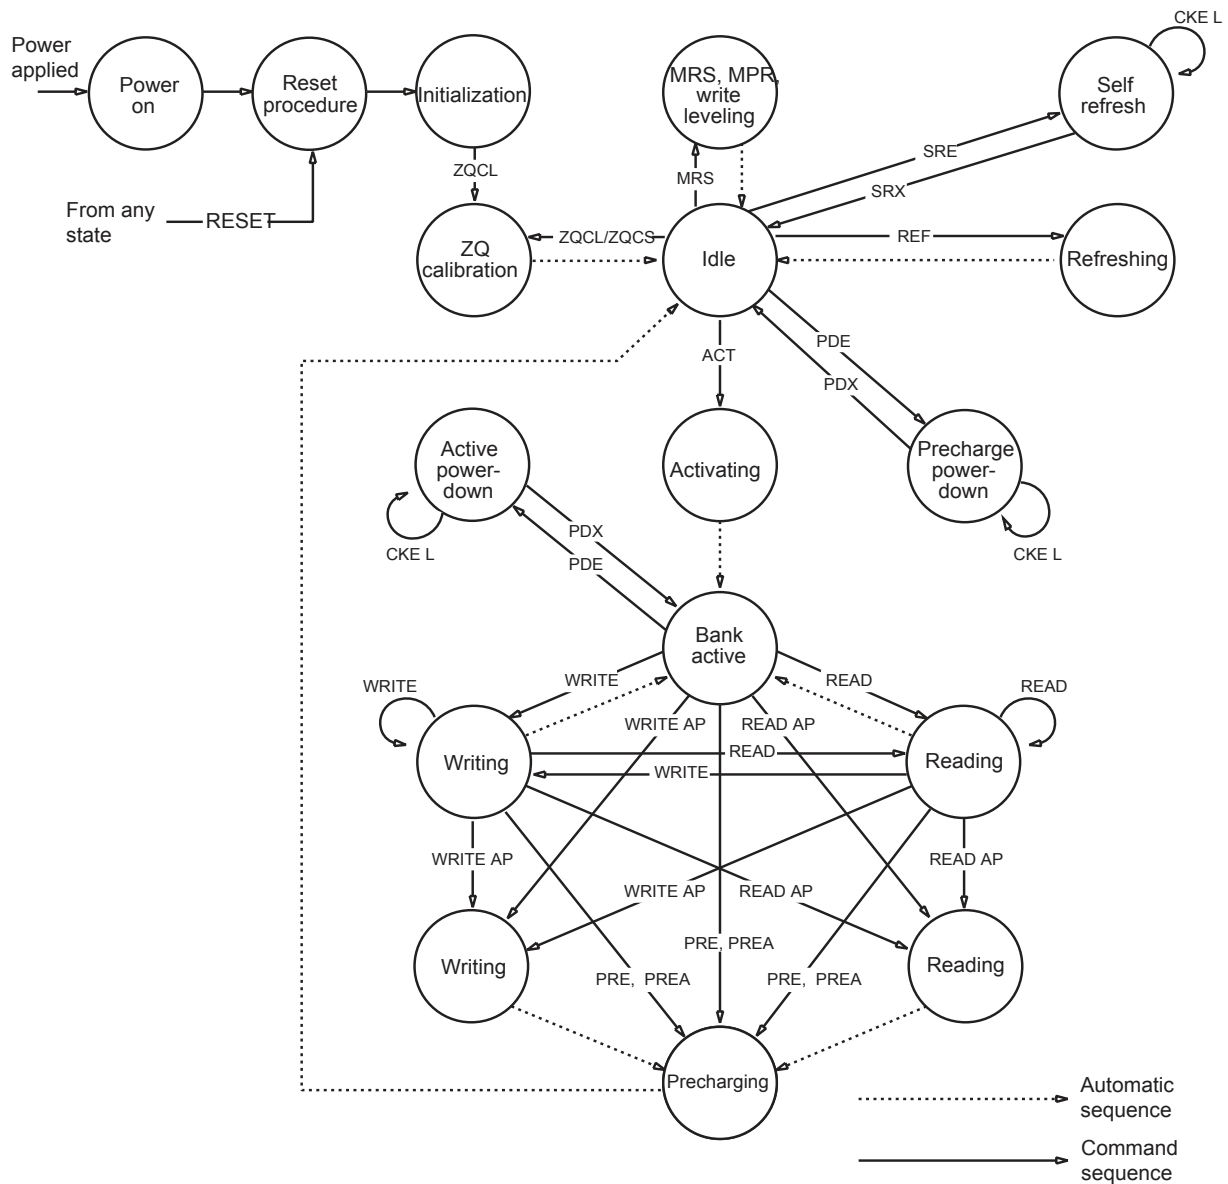 CKE L
Power
applied
Power
on
Reset
procedure
Initialization
MRS, MPR,
write
leveling
Self
refresh
ZQCL
MRS
SRE
SRX
From any
state
RESET
ZQ
calibration
ZQCL/ZQCS
Idle
REF
Refreshing
ACT
PDE
PDX
Active
power-
down
Activating
Precharge
power-
down
PDX
PDE
CKE L
CKE L
Bank
active
WRITE
WRITE
READ
READ
WRITE AP
READ AP
Writing
READ
WRITE
Reading
WRITE AP
READ AP
WRITE AP
READ AP
Writing
PRE, PREA
Reading
PRE, PREA
PRE, PREA
Precharging
Automatic
sequence
Command
sequence